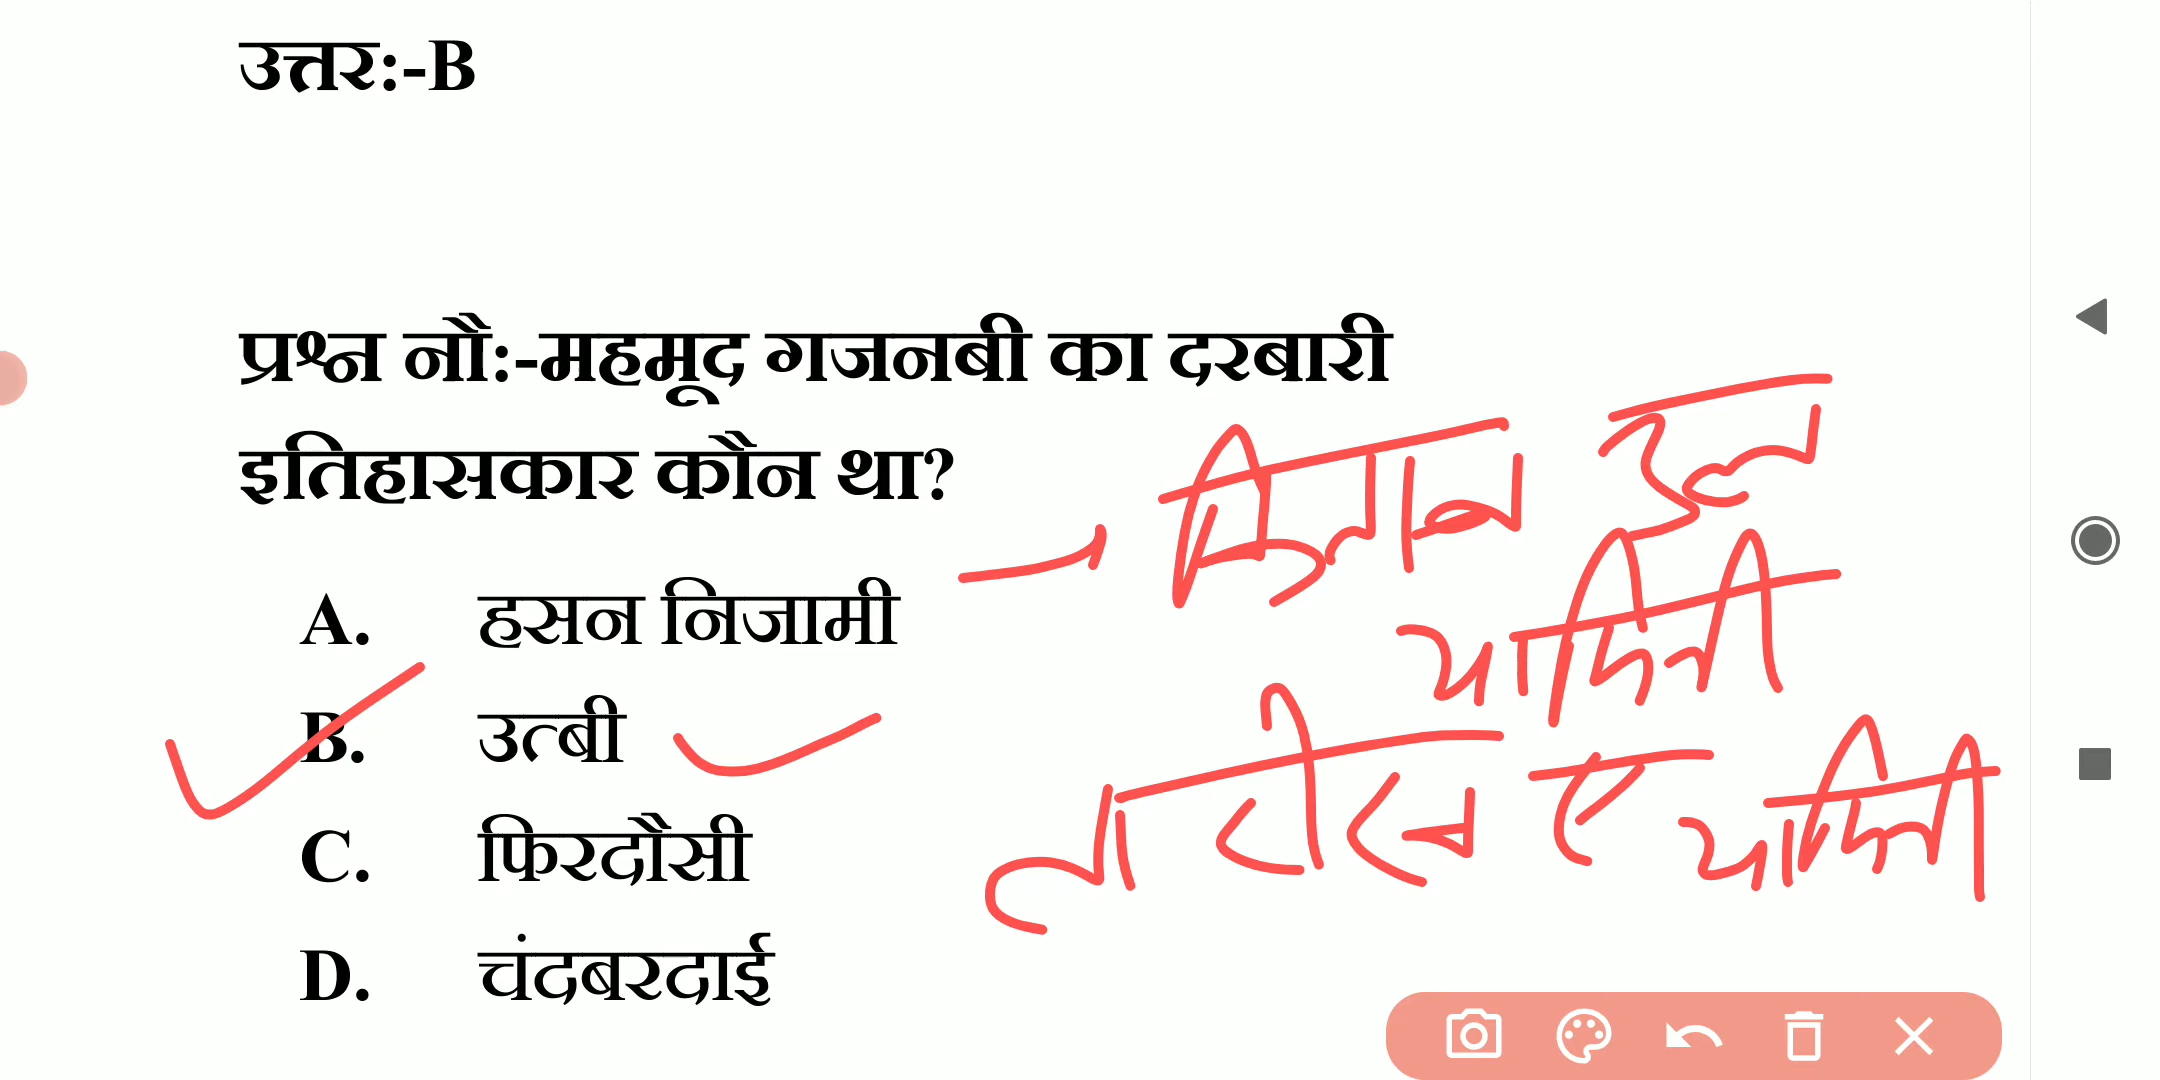 उत्तर:-B
प्रश्न नौ:-महमूद गजनबी का दरबारी
इतिहासकार कौन था?
A. हसन निजामी
B. उत्बी
C. फिरदौसी
D. चंदबरदाई
किताब उल
यामिनी
तारीख ए यामिनी